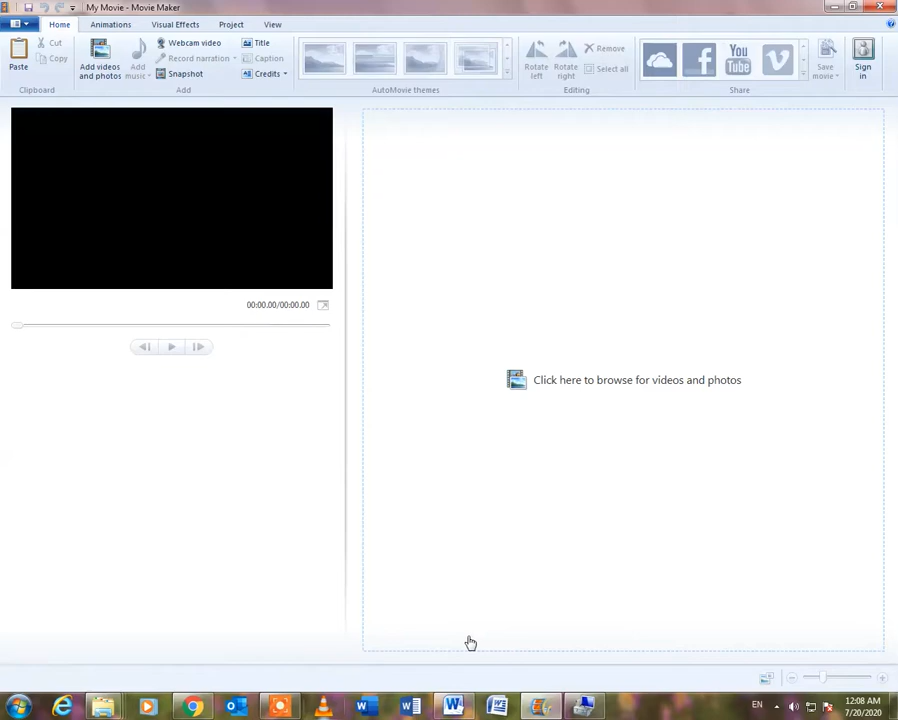 My Movie - Movie Maker
Home Animations Visual Effects Project View
Paste
Cut
Copy
Clipboard
Add videos and photos
Add music
Webcam video
Record narration
Snapshot
Title
Caption
Credits
Add
AutoMovie themes
Rotate left
Rotate right
Remove
Select all
Editing
You Tube
Share
Save movie
Sign in
00:00.00/00:00.00
Click here to browse for videos and photos
EN
12:08 AM
7/20/2020